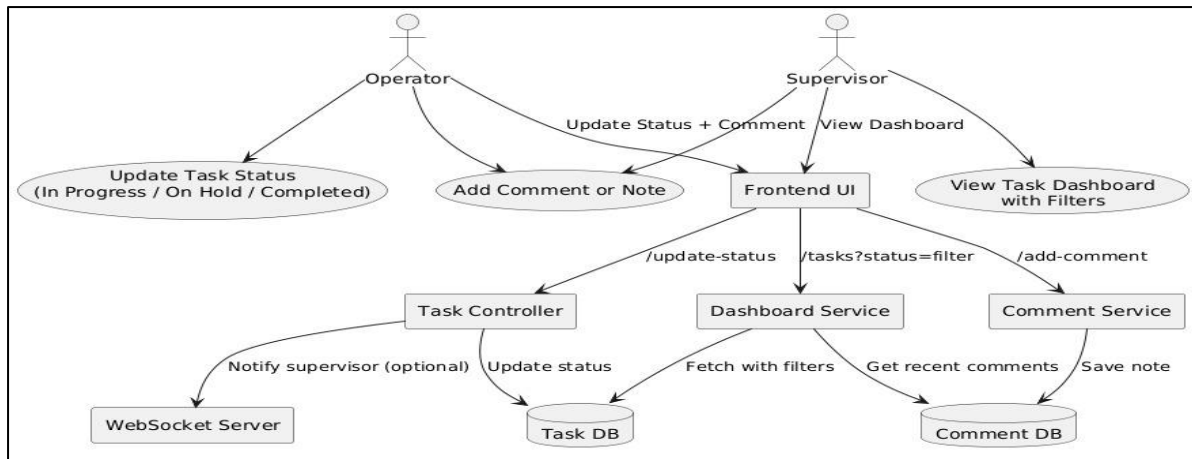 Operator
Supervisor
Update Status + Comment
View Dashboard
Update Task Status
(In Progress / On Hold / Completed)
Add Comment or Note
Frontend UI
View Task Dashboard
with Filters
/update-status
/tasks?status=filter
/add-comment
Task Controller
Dashboard Service
Comment Service
Notify supervisor (optional)
Update status
Fetch with filters
Get recent comments
Save note
WebSocket Server
Task DB
Comment DB